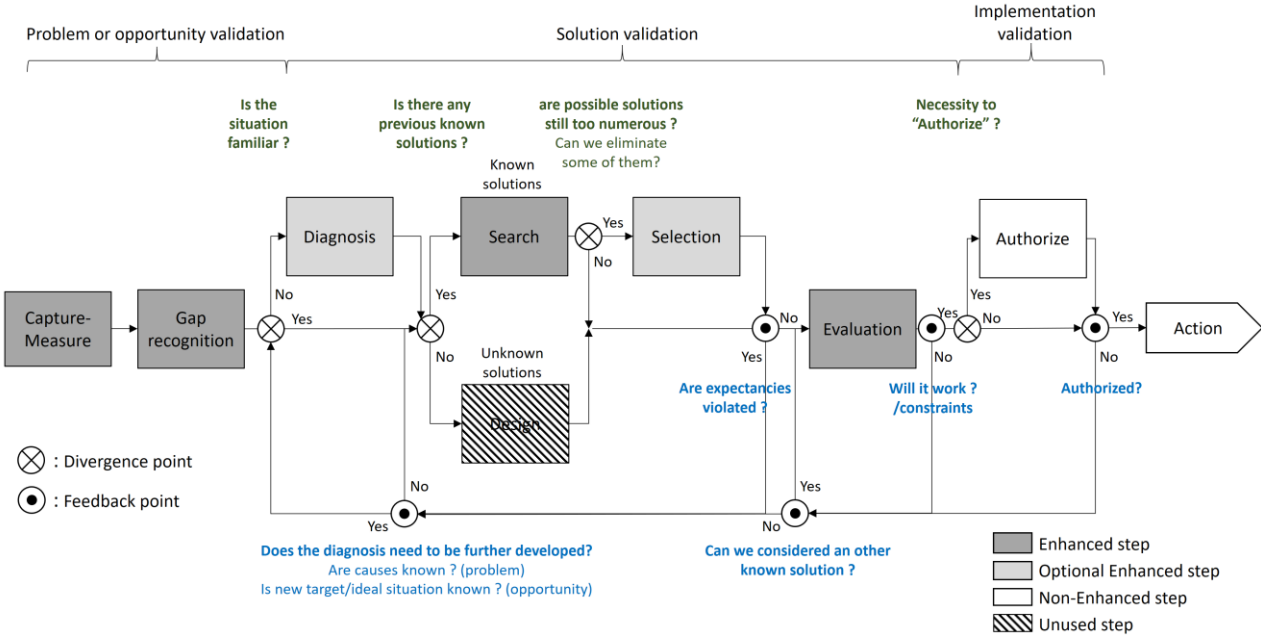 Problem or opportunity validation
Solution validation
Implementation
validation
Is the
situation
familiar ?
Is there any
previous known
solutions ?
are possible solutions
still too numerous ?
Can we eliminate
some of them?
Necessity to
“Authorize” ?
Known
solutions
Diagnosis
Search
Yes
Selection
Authorize
No
No
Yes
Yes
Capture-
Measure
Gap
recognition
Yes
No
Evaluation
Yes
No
Yes
Action
No
Unknown
solutions
Yes
No
No
Design
Are expectancies
violated ?
Will it work ?
/constraints
Authorized?
: Divergence point
: Feedback point
No
Yes
Yes
No
Does the diagnosis need to be further developed?
Are causes known ? (problem)
Is new target/ideal situation known ? (opportunity)
Can we considered an other
known solution ?
Enhanced step
Optional Enhanced step
Non-Enhanced step
Unused step